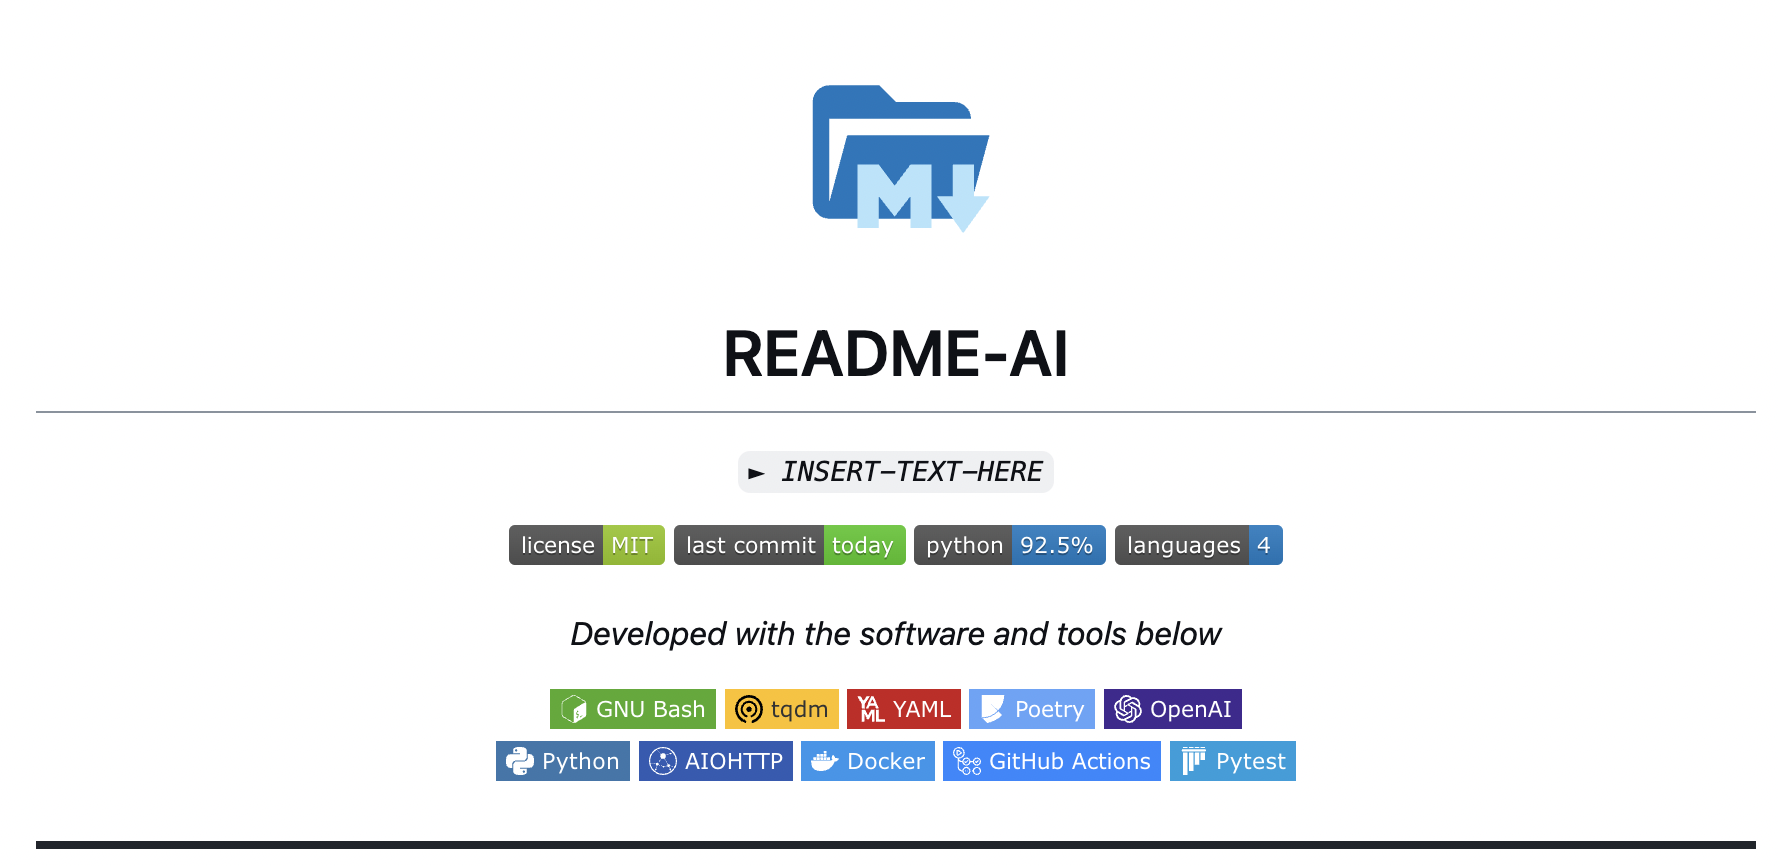 M
README-AI
► INSERT-TEXT-HERE
license MIT last commit today python 92.5% languages 4
Developed with the software and tools below
GNU Bash tqdm YAML YAML Poetry OpenAI
Python AIOHTTP Docker GitHub Actions Pytest